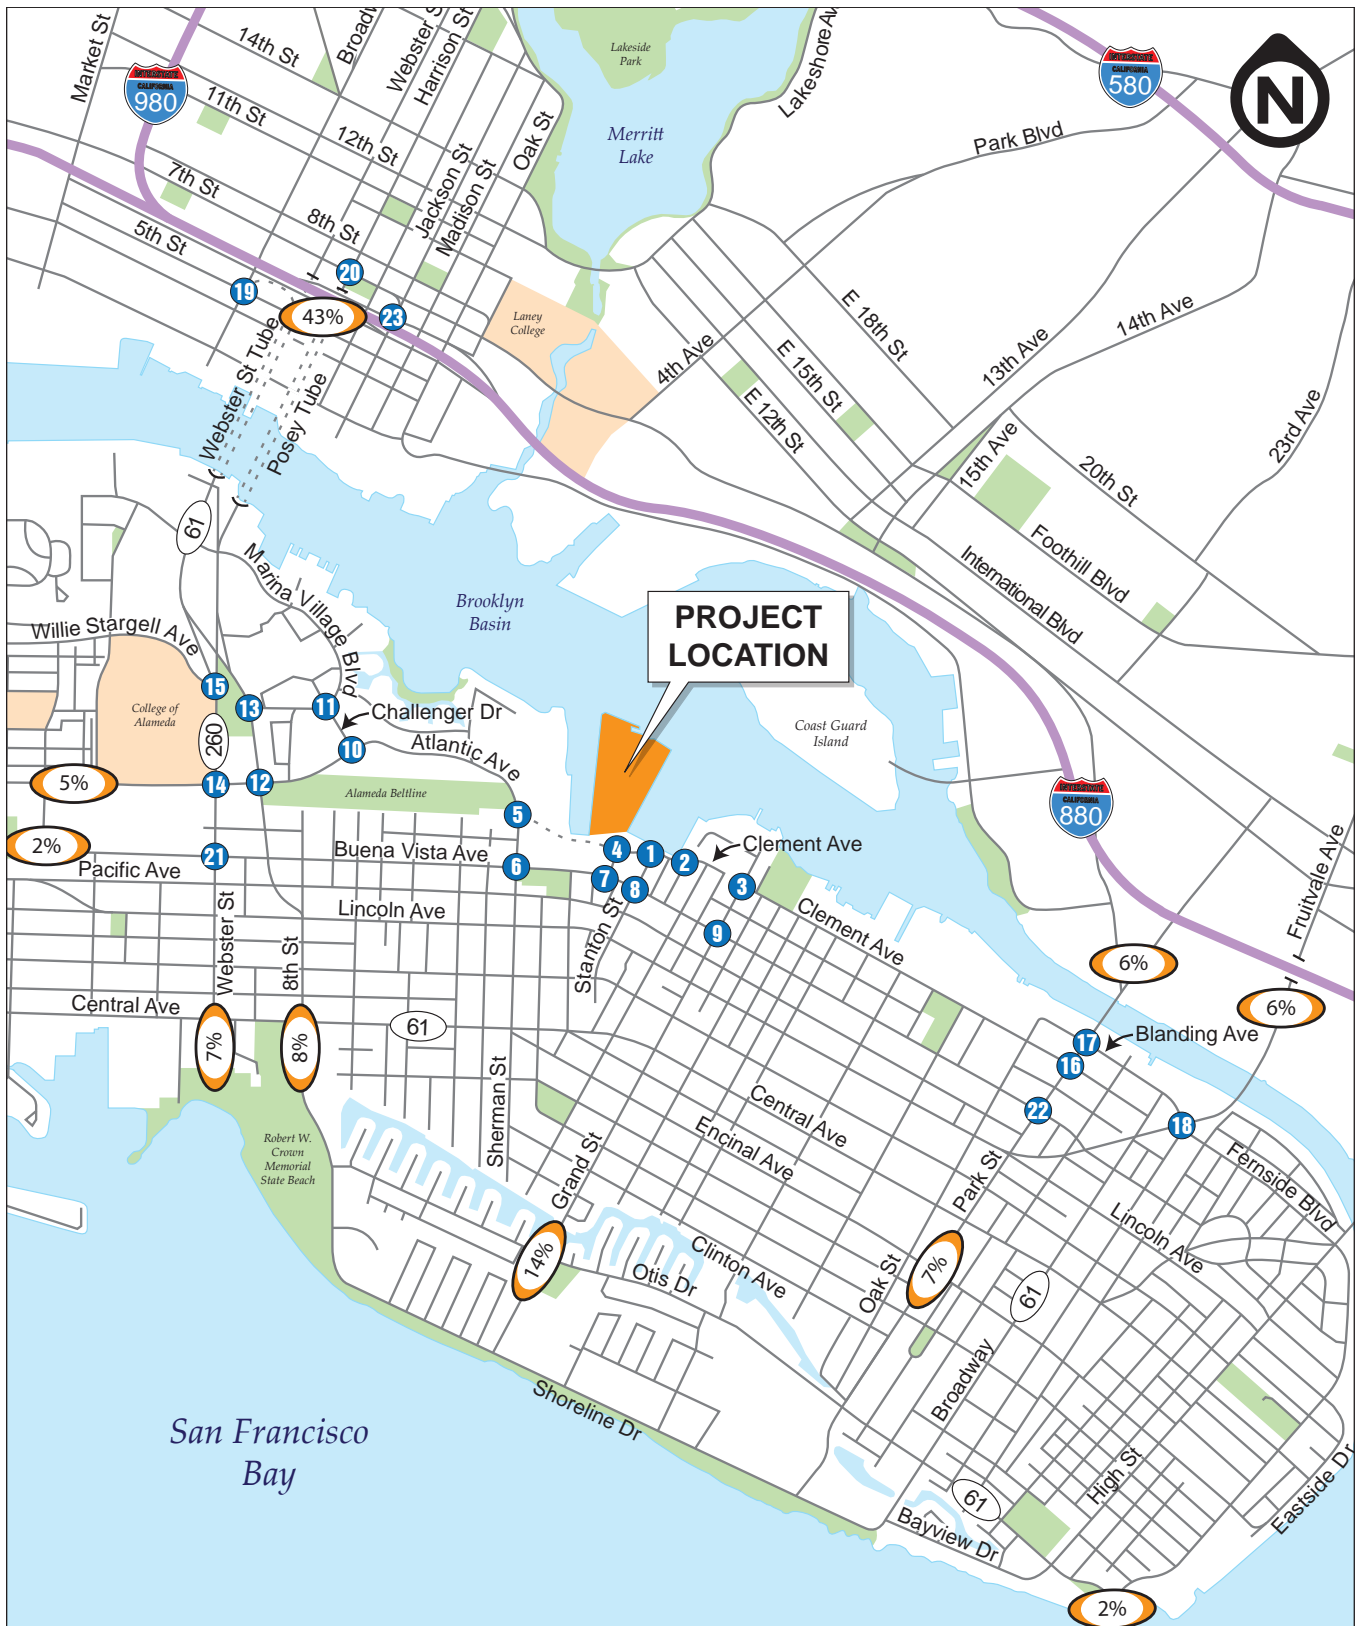 Market St
14th St
Broadw
Webster S
Harrison St
Lakeside
Park
Lakeshore Av
INTERSTATE
CALIFORNIA
980
INTERSTATE
CALIFORNIA
580
N
11th St
12th St
Oak St
Merritt
Lake
Park Blvd
7th St
Jackson St
Madison St
8th St
5th St
20
19
43%
23
Laney
College
E 18th St
14th Ave
13th Ave
4th Ave
E 15th St
E 12th St
23rd Ave
Webster St Tube
Posey Tube
15th Ave
20th St
61
Foothill Blvd
International Blvd
Marina Village Blvd
Brooklyn
Basin
PROJECT
LOCATION
Willie Stargell Ave
15
13
11
College of
Alameda
Challenger Dr
Coast Guard
Island
260
10
Atlantic Ave
5%
14
12
Alameda Beltline
INTERSTATE
CALIFORNIA
880
5
2%
21
Buena Vista Ave
4
1
2
Clement Ave
Fruitvale Ave
Pacific Ave
6
7
8
3
Lincoln Ave
Stanton St
9
Clement Ave
Webster St
8th St
6%
Central Ave
6%
61
7%
8%
17
Blanding Ave
16
Sherman St
22
18
Central Ave
Encinal Ave
Robert W.
Crown
Memorial
State Beach
Grand St
Park St
Fernside Blvd
Lincoln Ave
14%
Clinton Ave
Otis Dr
Oak St
7%
61
Broadway
Shoreline Dr
San Francisco
Bay
High St
61
Eastside Dr
Bayview Dr
2%